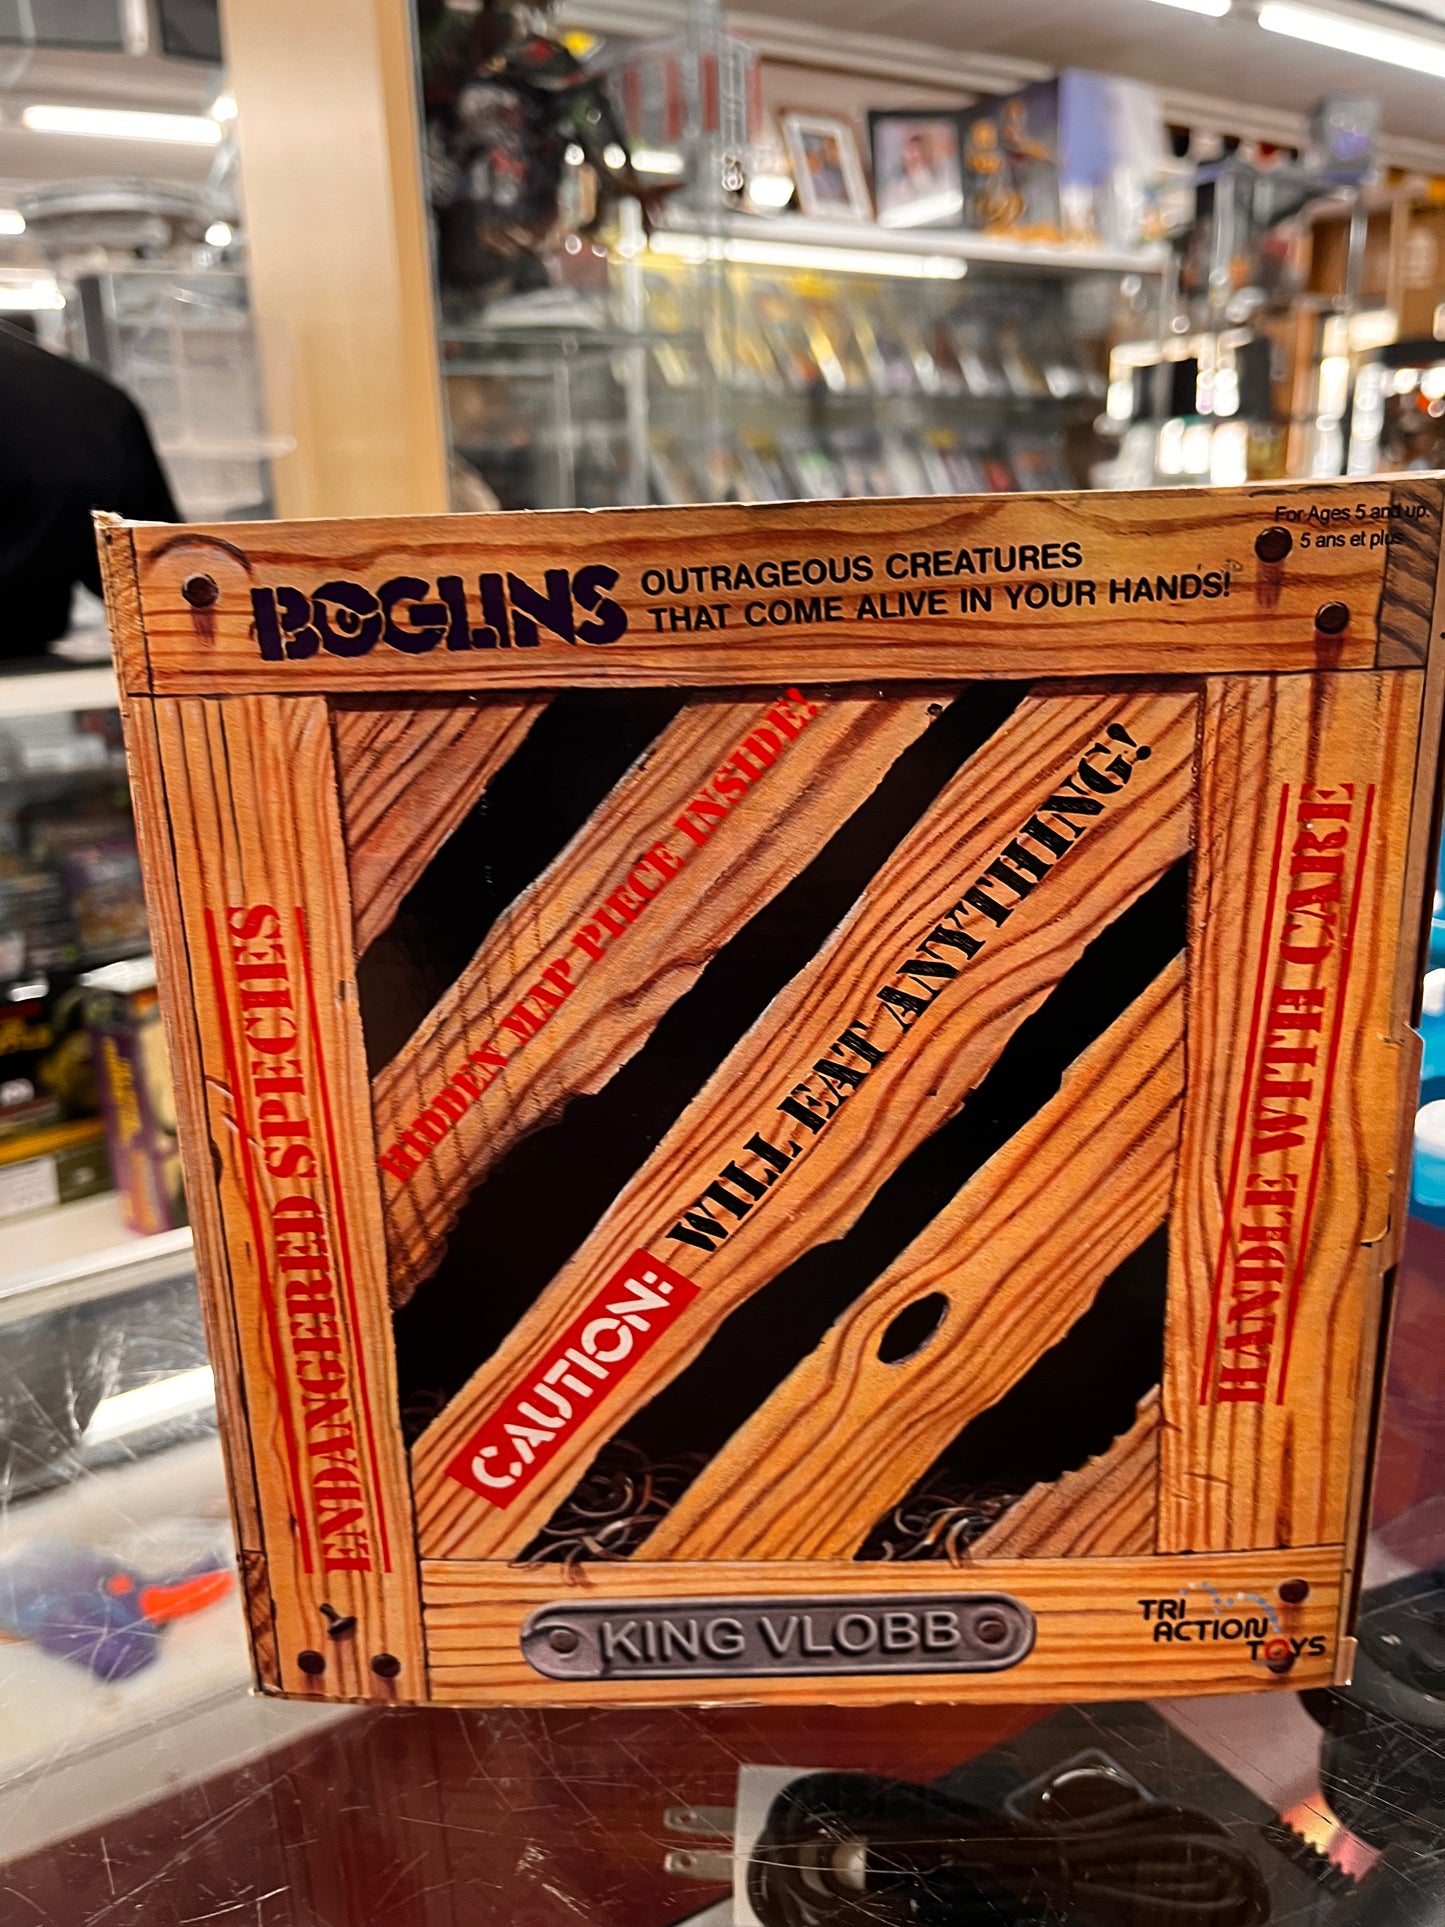 For Ages 5 and up.
5 ans et plus
BOGLINS
OUTRAGEOUS CREATURES
THAT COME ALIVE IN YOUR HANDS!
HIDDEN MAP PIECE INSIDE!
CAUTION: WILL EAT ANYTHING!
ENDANGERED SPECIES
HANDLE WITH CARE
KING VLOBB
TRI
ACTION
TOYS